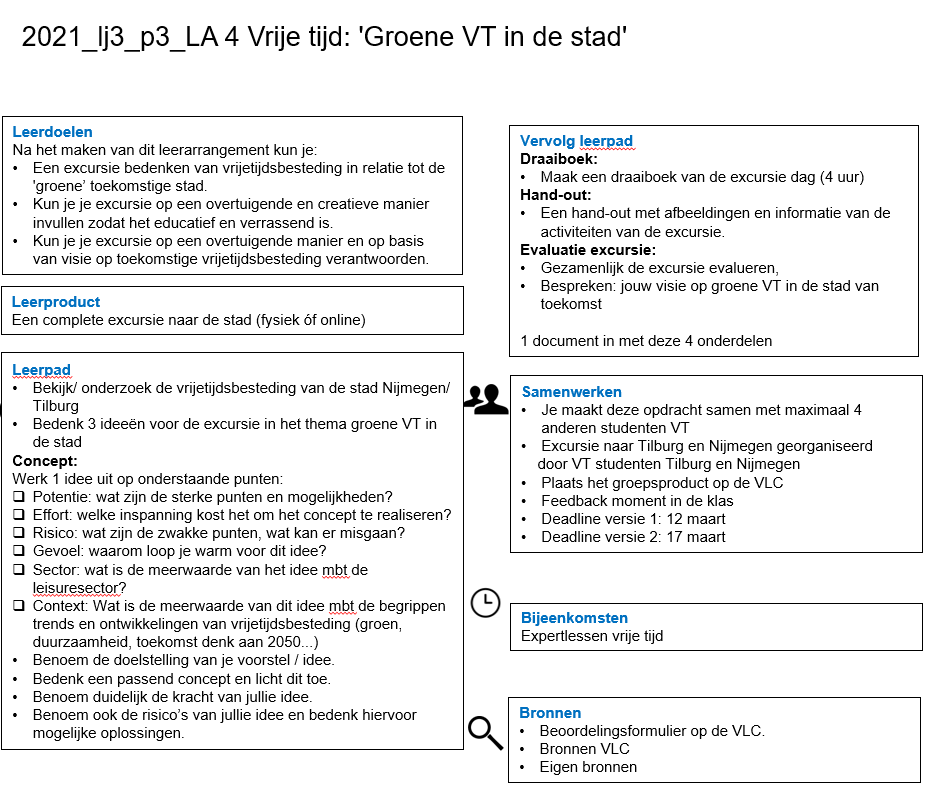 2021_lj3_p3_LA 4 Vrije tijd: 'Groene VT in de stad'
Leerdoelen
Na het maken van dit leerarrangement kun je:
• Een excursie bedenken van vrijetijdsbesteding in relatie tot de
'groene’ toekomstige stad.
• Kun je je excursie op een overtuigende en creatieve manier
invullen zodat het educatief en verrassend is.
• Kun je je excursie op een overtuigende manier en op basis
van visie op toekomstige vrijetijdsbesteding verantwoorden.
Leerproduct
Een complete excursie naar de stad (fysiek óf online)
Leerpad
• Bekijk/ onderzoek de vrijetijdsbesteding van de stad Nijmegen/
Tilburg
• Bedenk 3 ideeën voor de excursie in het thema groene VT in
de stad
Concept:
Werk 1 idee uit op onderstaande punten:
❑ Potentie: wat zijn de sterke punten en mogelijkheden?
❑ Effort: welke inspanning kost het om het concept te realiseren?
❑ Risico: wat zijn de zwakke punten, wat kan er misgaan?
❑ Gevoel: waarom loop je warm voor dit idee?
❑ Sector: wat is de meerwaarde van het idee mbt de
leisuresector?
❑ Context: Wat is de meerwaarde van dit idee mbt de begrippen
trends en ontwikkelingen van vrijetijdsbesteding (groen,
duurzaamheid, toekomst denk aan 2050...)
• Benoem de doelstelling van je voorstel / idee.
• Bedenk een passend concept en licht dit toe.
• Benoem duidelijk de kracht van jullie idee.
• Benoem ook de risico’s van jullie idee en bedenk hiervoor
mogelijke oplossingen.
Vervolg leerpad
Draaiboek:
• Maak een draaiboek van de excursie dag (4 uur)
Hand-out:
• Een hand-out met afbeeldingen en informatie van de
activiteiten van de excursie.
Evaluatie excursie:
• Gezamenlijk de excursie evalueren,
• Bespreken: jouw visie op groene VT in de stad van
toekomst
1 document in met deze 4 onderdelen
Samenwerken
• Je maakt deze opdracht samen met maximaal 4
anderen studenten VT
• Excursie naar Tilburg en Nijmegen georganiseerd
door VT studenten Tilburg en Nijmegen
• Plaats het groepsproduct op de VLC
• Feedback moment in de klas
• Deadline versie 1: 12 maart
• Deadline versie 2: 17 maart
Bijeenkomsten
Expertlessen vrije tijd
Bronnen
• Beoordelingsformulier op de VLC.
• Bronnen VLC
• Eigen bronnen